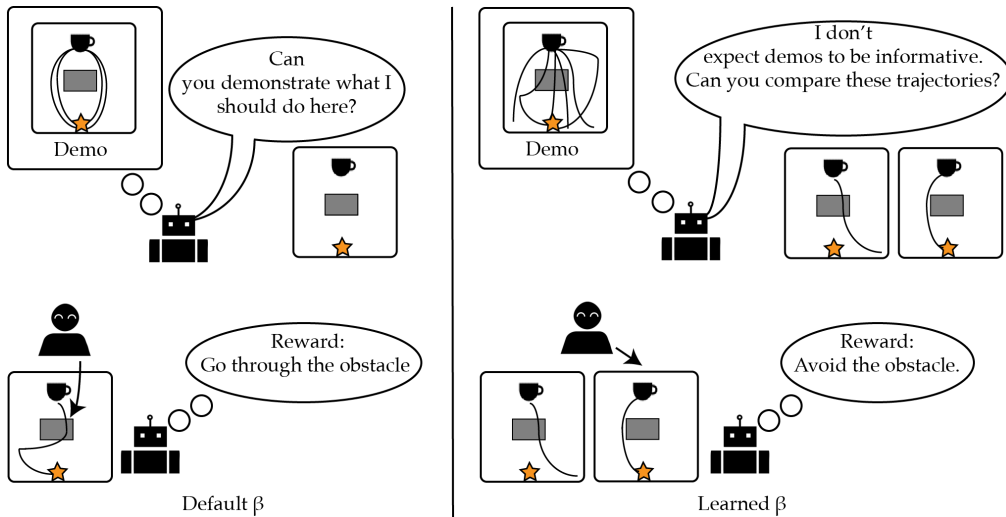 Demo
Can
you demonstrate what I
should do here?
Reward:
Go through the obstacle
Default β
Demo
I don't
expect demos to be informative.
Can you compare these trajectories?
Reward:
Avoid the obstacle.
Learned β